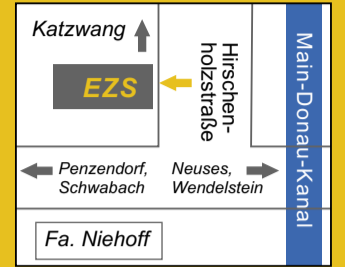 Katzwang
EZS
Hirschen-
holzstraße
Main-Donau-Kanal
Penzendorf,
Schwabach
Neuses,
Wendelstein
Fa. Niehoff